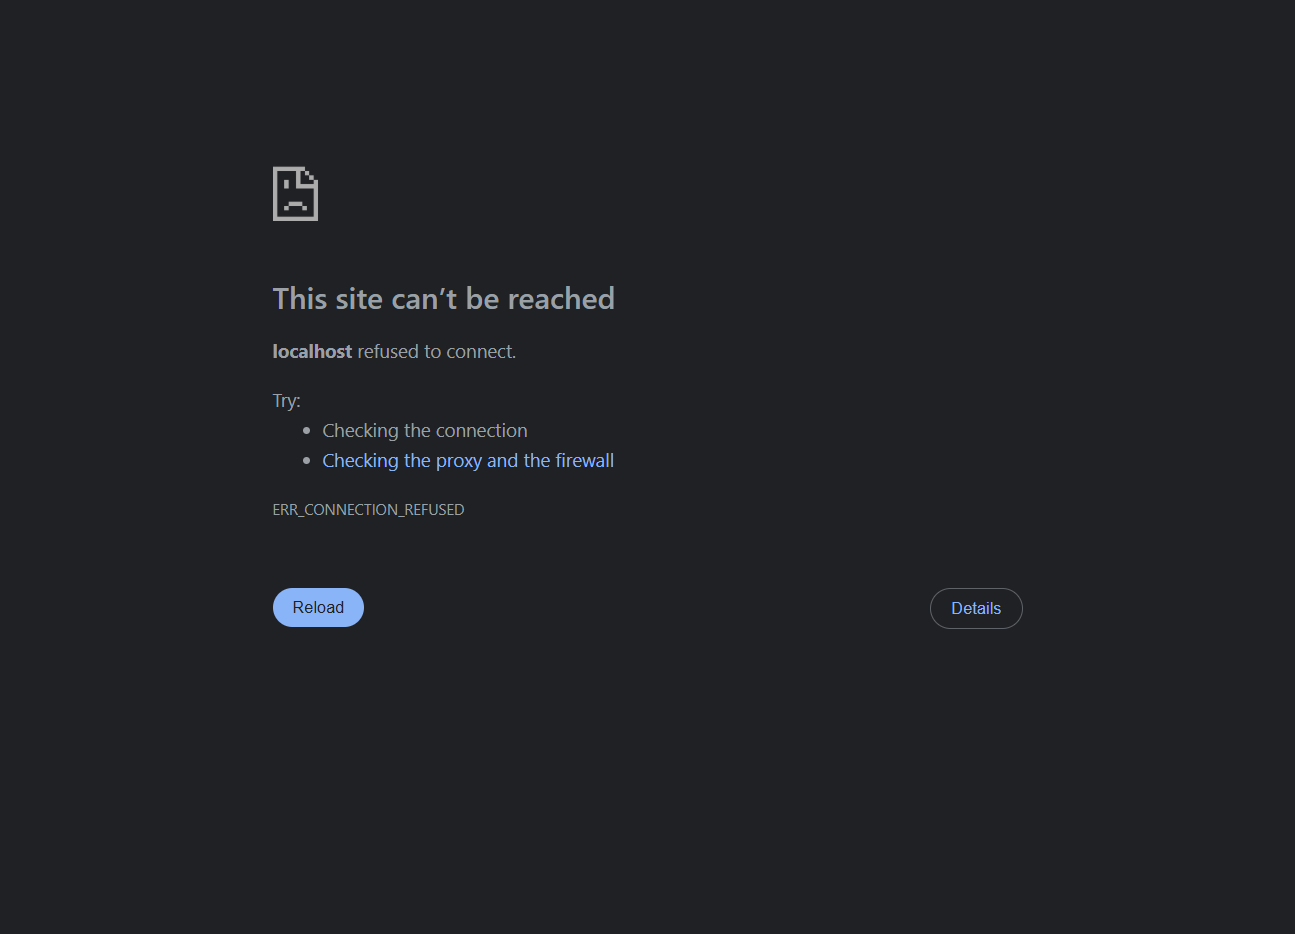 This site can’t be reached
localhost refused to connect.
Try:
Checking the connection
Checking the proxy and the firewall
ERR_CONNECTION_REFUSED
Reload
Details